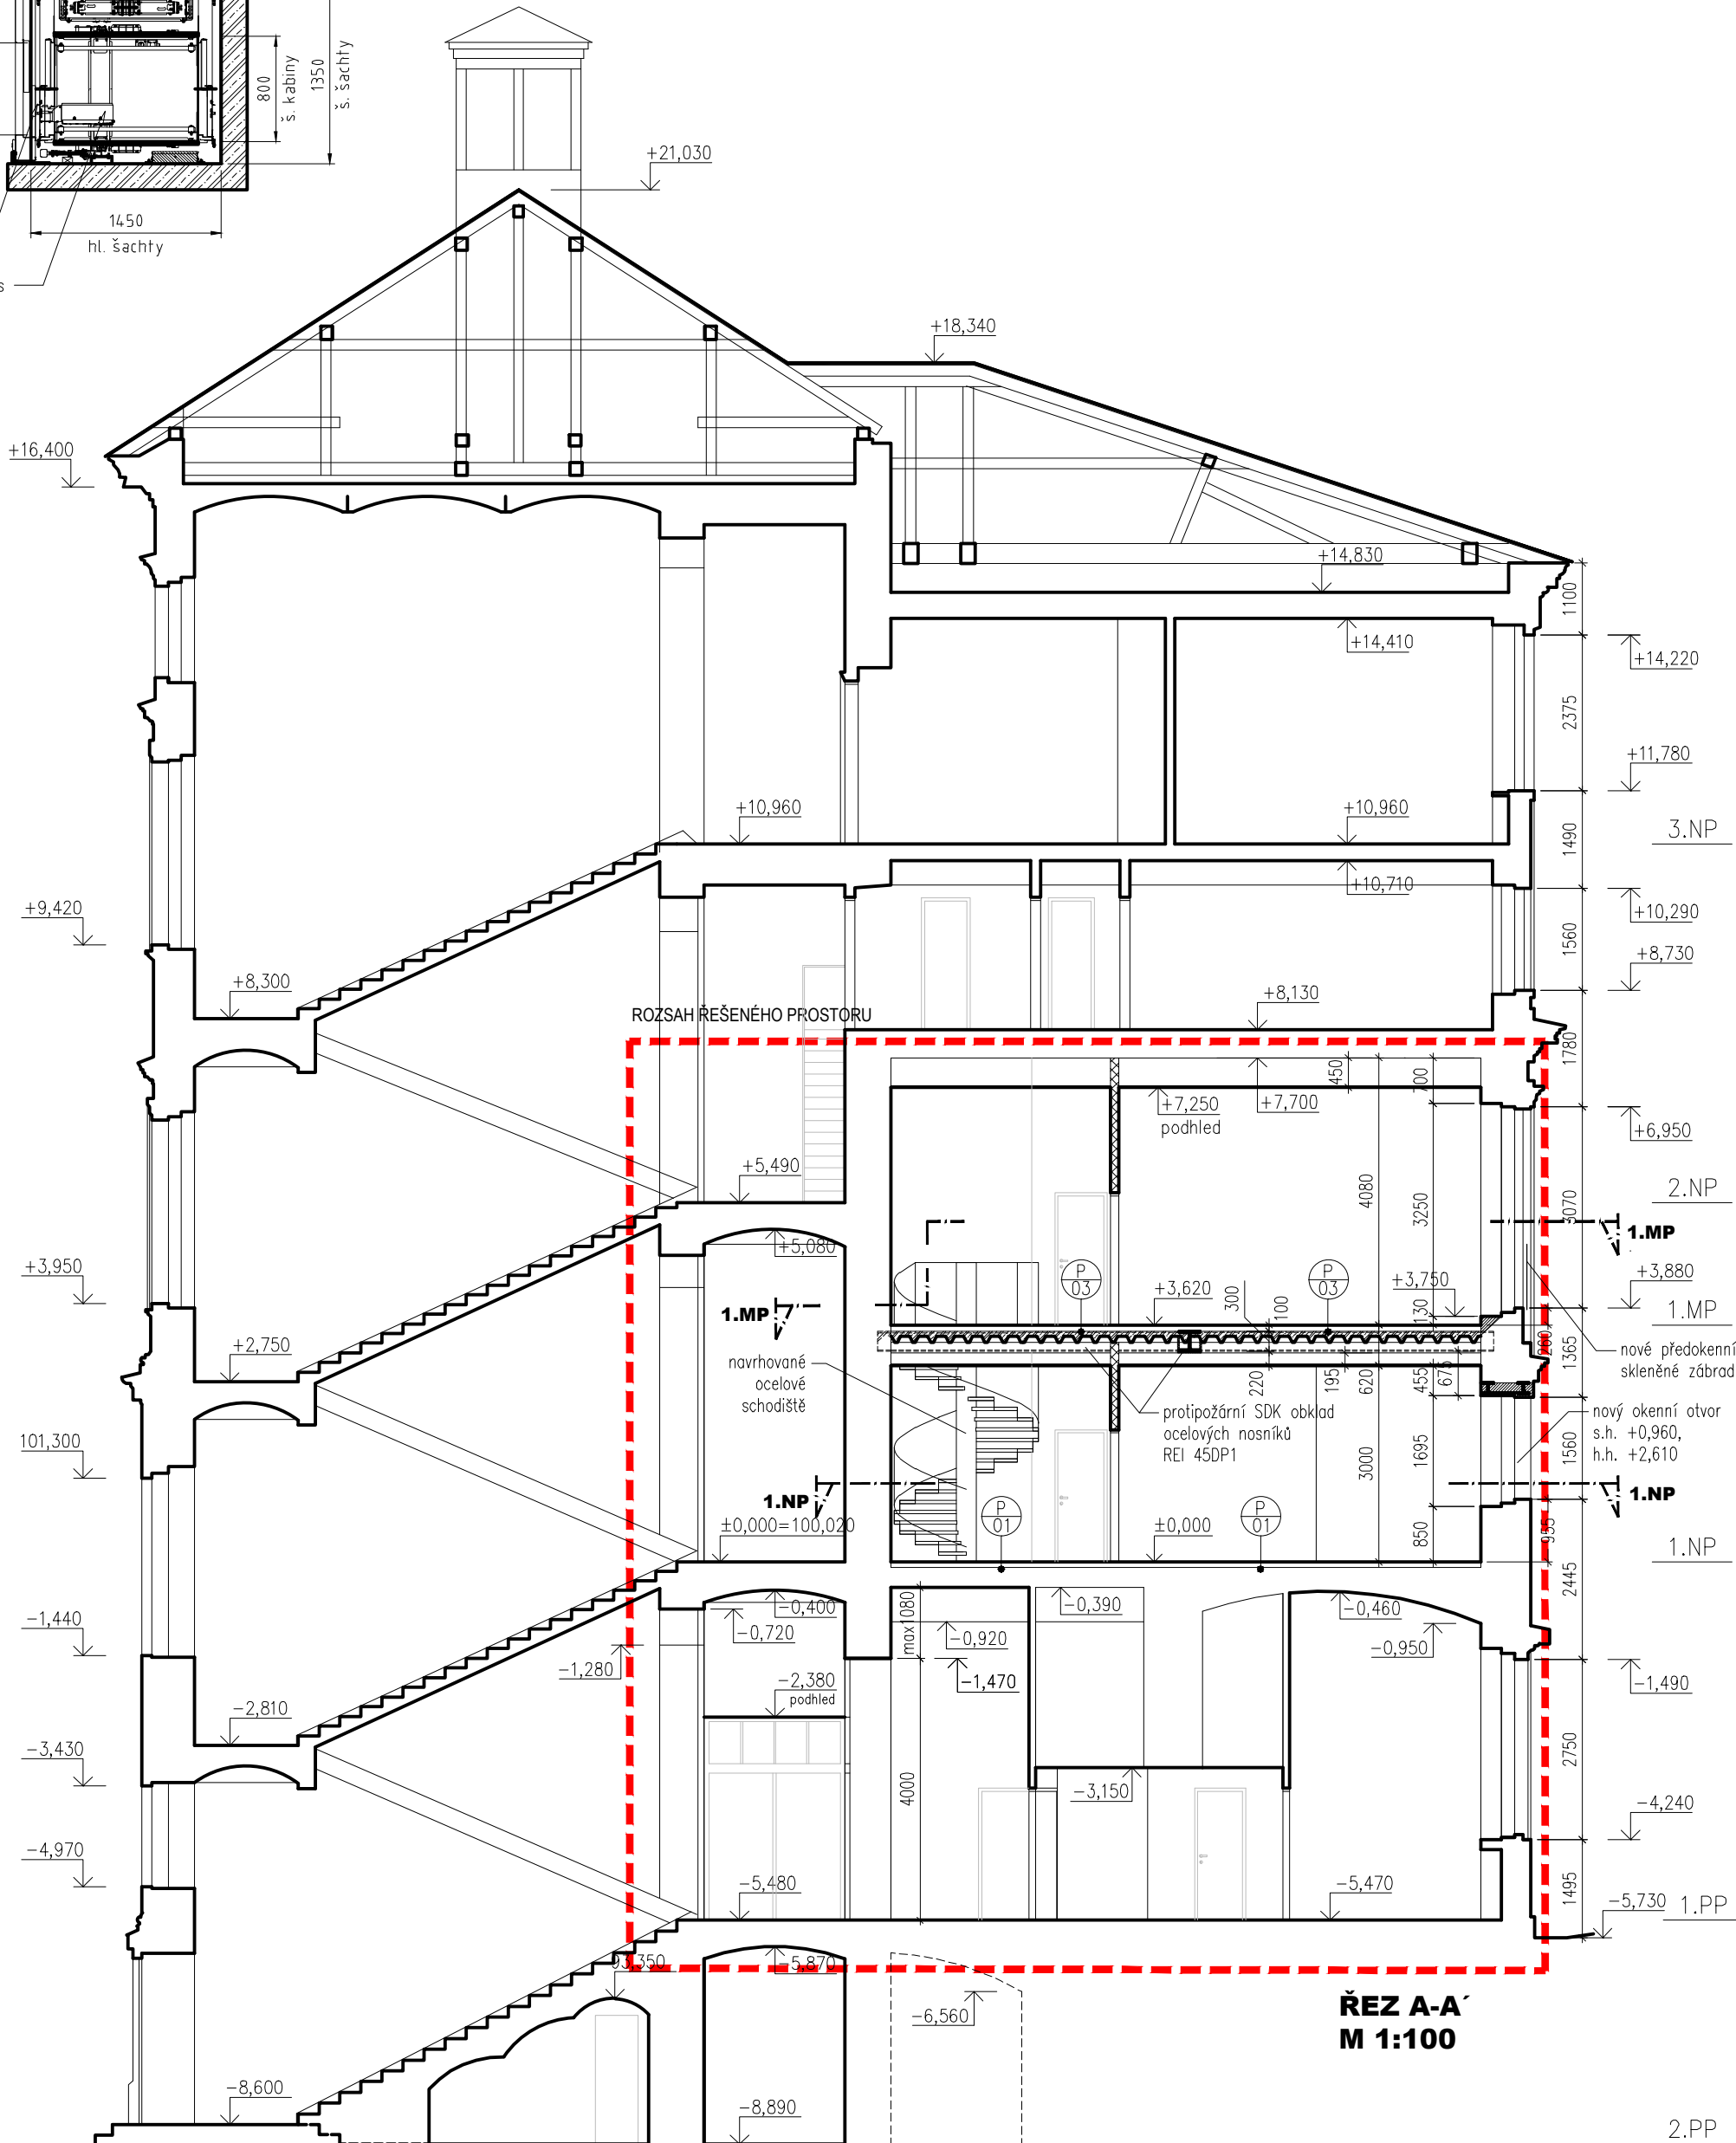 800
š. kabiny
1350
š. šachty
1450
hl. šachty
s
+21,030
+18,340
+16,400
+14,830
1100
+14,410
+14,220
2375
+11,780
+10,960
+10,960
1490
3.NP
+10,710
+9,420
+10,290
1560
+8,730
+8,300
+8,130
ROZSAH ŘEŠENÉHO PROSTORU
1780
450
700
+7,250
podhled
+7,700
+6,950
+5,490
4080
3250
3070
2.NP
1.MP
+5,080
+3,950
P
03
P
03
+3,750
+3,880
+3,620
300
100
130
1.MP
1.MP
+2,750
navrhované
ocelové
schodiště
200
1365
nové předokenní
skleněné zábrad
220
195
620
455
675
protipožární SDK obklad
ocelových nosníků
REI 45DP1
nový okenní otvor
s.h. +0,960,
h.h. +2,610
101,300
1695
3000
1560
1.NP
1.NP
P
01
P
01
±0,000=100,020
±0,000
850
955
1.NP
2445
-1,440
-0,400
-0,720
max1080
-0,390
-0,460
-0,920
-0,950
-1,280
-1,470
-2,380
podhled
-1,490
-2,810
-3,430
2750
4000
-3,150
-4,240
-4,970
-5,480
-5,470
1495
-5,730
1.PP
93,350
-5,870
-6,560
ŘEZ A-A´
M 1:100
-8,600
-8,890
2.PP